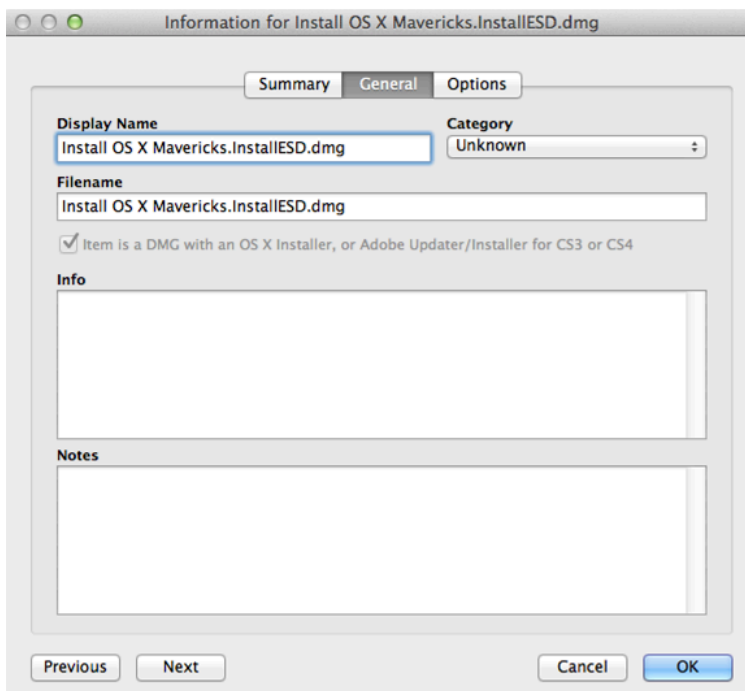 Information for Install OS X Mavericks.InstallESD.dmg
Summary General Options
Display Name Category
Install OS X Mavericks.InstallESD.dmg Unknown
Filename
Install OS X Mavericks.InstallESD.dmg
Item is a DMG with an OS X Installer, or Adobe Updater/Installer for CS3 or CS4
Info
Notes
Previous Next Cancel OK